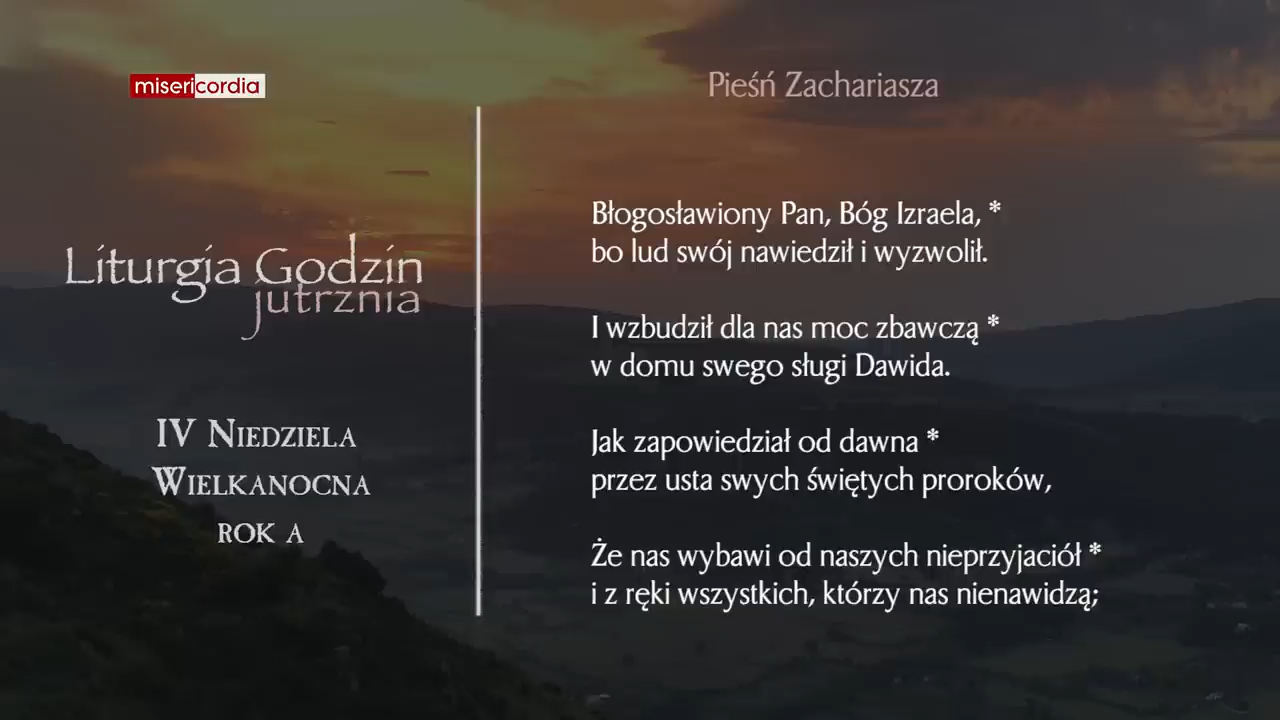 misericordia
Liturgia Godzin
jutrznia
IV Niedziela
Wielkanocna
rok A
Pieśń Zachariasza
Błogosławiony Pan, Bóg Izraela, *
bo lud swój nawiedził i wyzwolił.
I wzbudził dla nas moc zbawczą *
w domu swego sługi Dawida.
Jak zapowiedział od dawna *
przez usta swych świętych proroków,
Że nas wybawi od naszych nieprzyjaciół *
i z ręki wszystkich, którzy nas nienawidzą;